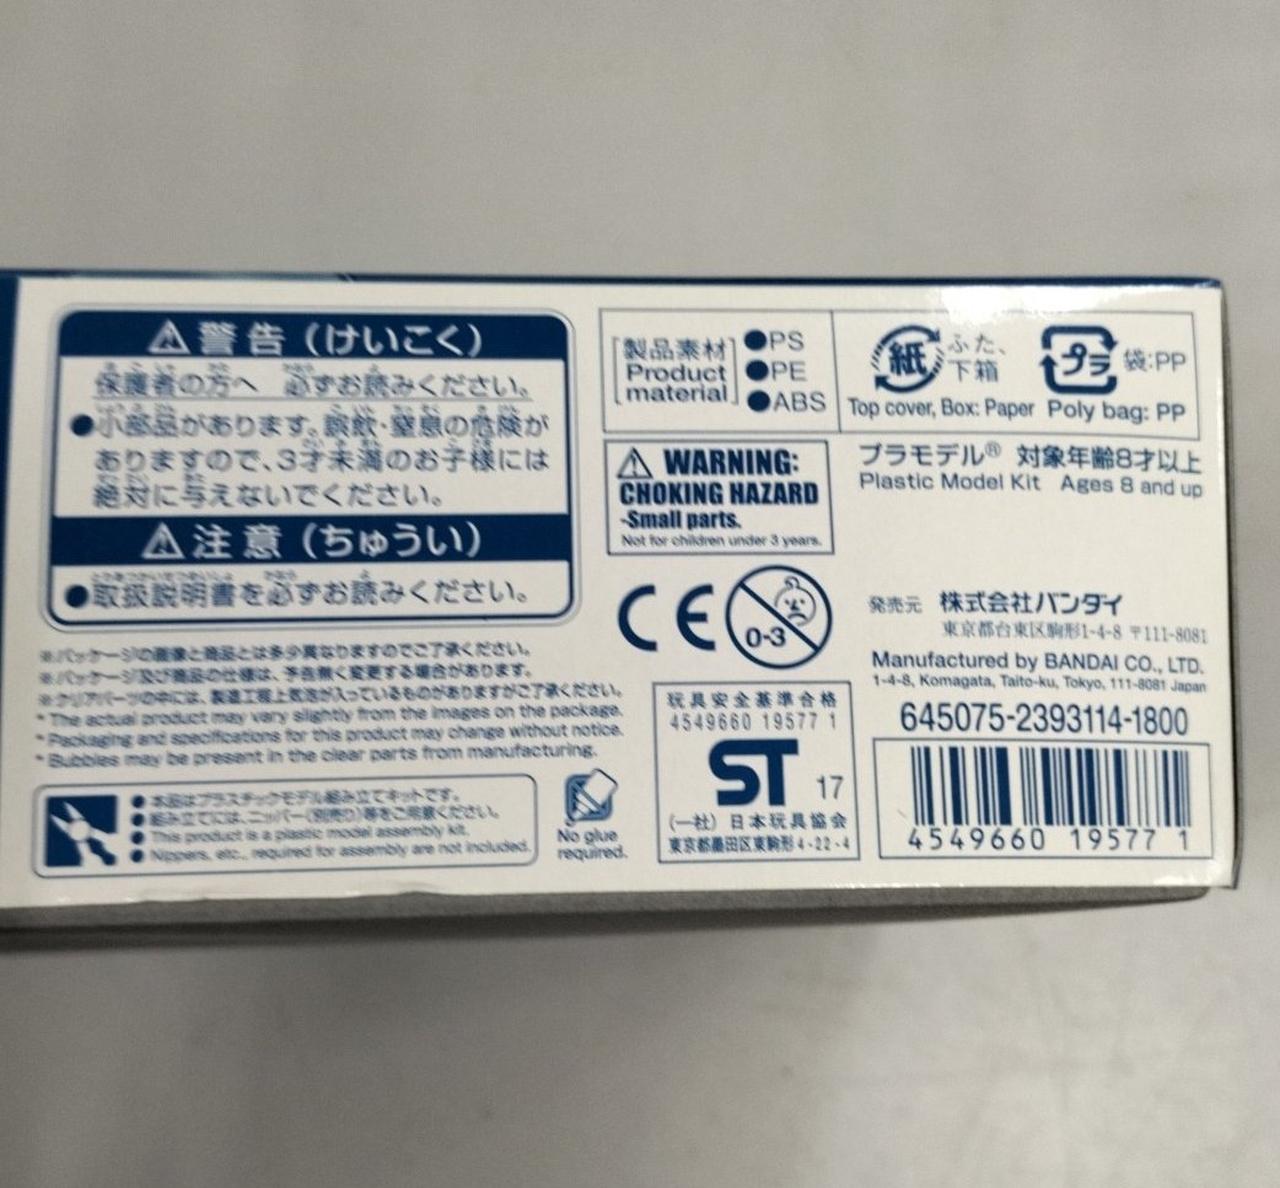 警告（けいこく）
保護者の方へ 必ずお読みください。
●小部品があります。誤飲・窒息の危険が
ありますので、3才未満のお子様には
絶対に与えないでください。
注意（ちゅうい）
●取扱説明書を必ずお読みください。
※パッケージの画像と商品とは多少異なりますのでご了承ください。
※パッケージ及び商品の仕様は、予告無く変更する場合があります。
※クリアパーツの中には、製造工程上気泡が入っているものがありますがご了承ください。
* The actual product may vary slightly from the images on the package.
* Packaging and specifications for this product may change without notice.
* Bubbles may be present in the clear parts from manufacturing.
●本品はプラスチックモデル組み立てキットです。
●組み立てには、ニッパー（別売り）等をご用意ください。
●This product is a plastic model assembly kit.
●Nippers, etc., required for assembly are not included.
No glue
required.
製品素材
Product
material
●PS
●PE
●ABS
紙
ふた、
下箱
Top cover, Box: Paper
プラ
袋:PP
Poly bag: PP
WARNING:
CHOKING HAZARD
-Small parts.
Not for children under 3 years.
プラモデル® 対象年齢8才以上
Plastic Model Kit Ages 8 and up
CE
0-3
発売元 株式会社バンダイ
東京都台東区駒形1-4-8 〒111-8081
Manufactured by BANDAI CO., LTD.
1-4-8, Komagata, Taito-ku, Tokyo, 111-8081 Japan
玩具安全基準合格
4549660 19577 1
ST 17
（一社）日本玩具協会
東京都墨田区東駒形4-22-4
645075-2393114-1800
4549660 195771